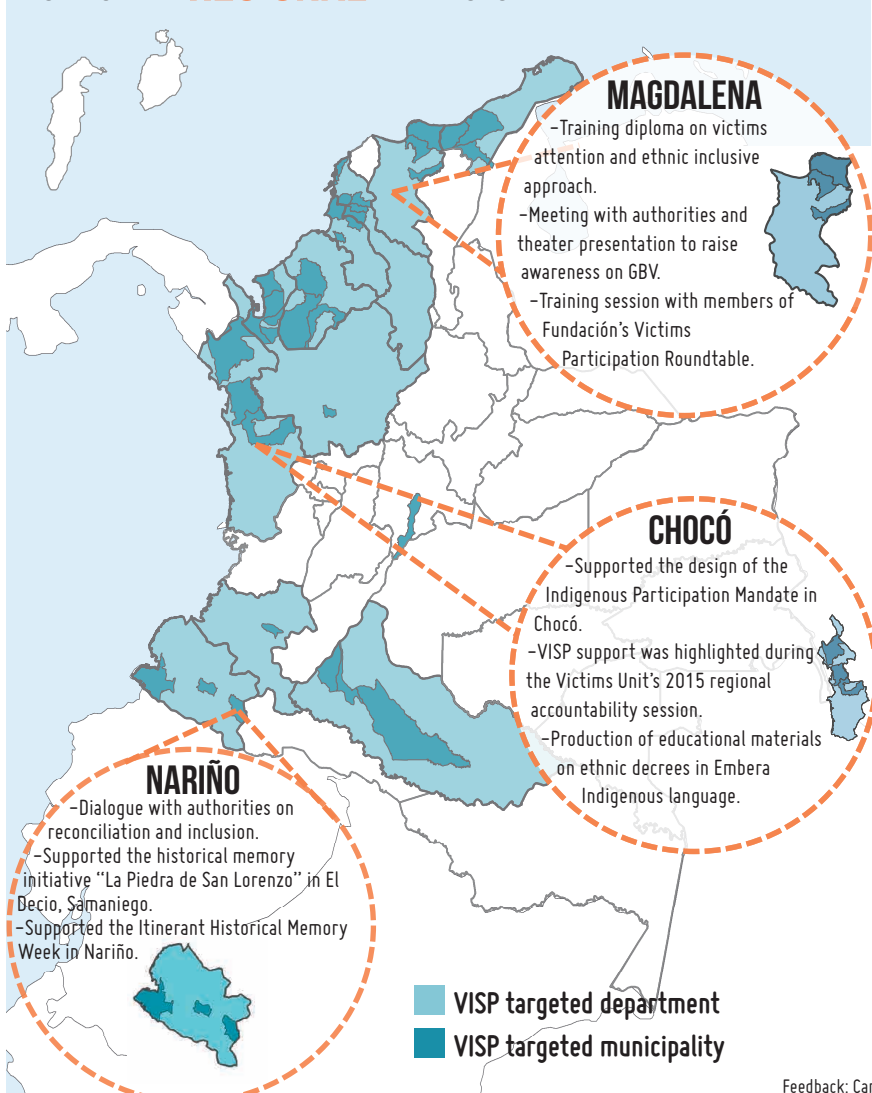 MAGDALENA
–Training diploma on victims
attention and ethnic inclusive
approach.
–Meeting with authorities and
theater presentation to raise
awareness on GBV.
–Training session with members of
Fundación’s Victims
Participation Roundtable.
CHOCÓ
–Supported the design of the
Indigenous Participation Mandate in
Chocó.
–VISP support was highlighted during
the Victims Unit’s 2015 regional
accountability session.
–Production of educational materials
on ethnic decrees in Embera
Indigenous language.
NARIÑO
–Dialogue with authorities on
reconciliation and inclusion.
–Supported the historical memory
initiative “La Piedra de San Lorenzo” in El
Decio, Samaniego.
–Supported the Itinerant Historical Memory
Week in Nariño.
VISP targeted department
VISP targeted municipality
Feedback: Car